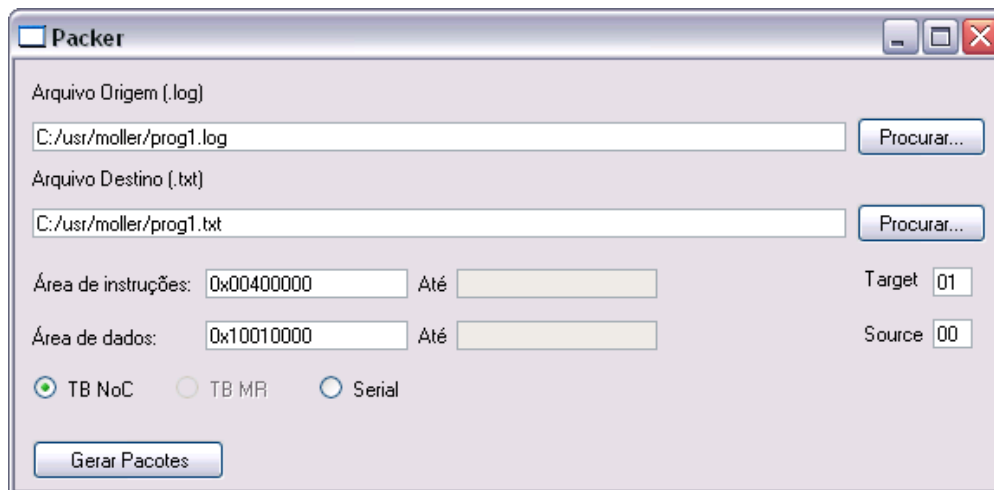 Packer
Arquivo Origem (.log)
C:/usr/moller/prog1.log Procurar...
Arquivo Destino (.txt)
C:/usr/moller/prog1.txt Procurar...
Área de instruções: 0x00400000 Até Target 01
Área de dados: 0x10010000 Até Source 00
TB NoC TB MR Serial
Gerar Pacotes